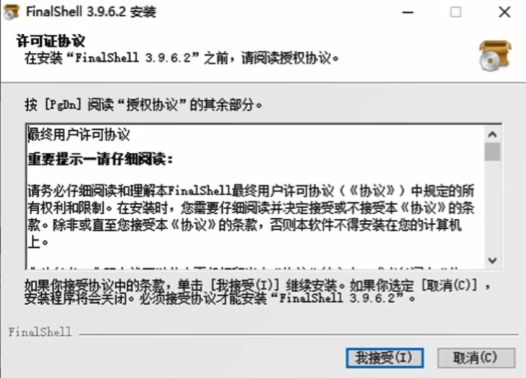 FinalShell 3.9.6.2 安装
许可证协议
在安装“FinalShell 3.9.6.2”之前,请阅读授权协议。
按 [PgDn] 阅读“授权协议”的其余部分。
最终用户许可协议
重要提示一请仔细阅读:
请务必仔细阅读和理解本FinalShell最终用户许可协议(《协议》)中规定的所
有权利和限制。在安装时,您需要仔细阅读并决定接受或不接受本《协议》的条
款。除非或直至您接受本《协议》的条款,否则本软件不得安装在您的计算机
上。
如果你接受协议中的条款,单击 [我接受(I)] 继续安装。如果你选定 [取消(C)] ,
安装程序将会关闭。必须接受协议才能安装“FinalShell 3.9.6.2”。
FinalShell
我接受(I)
取消(C)